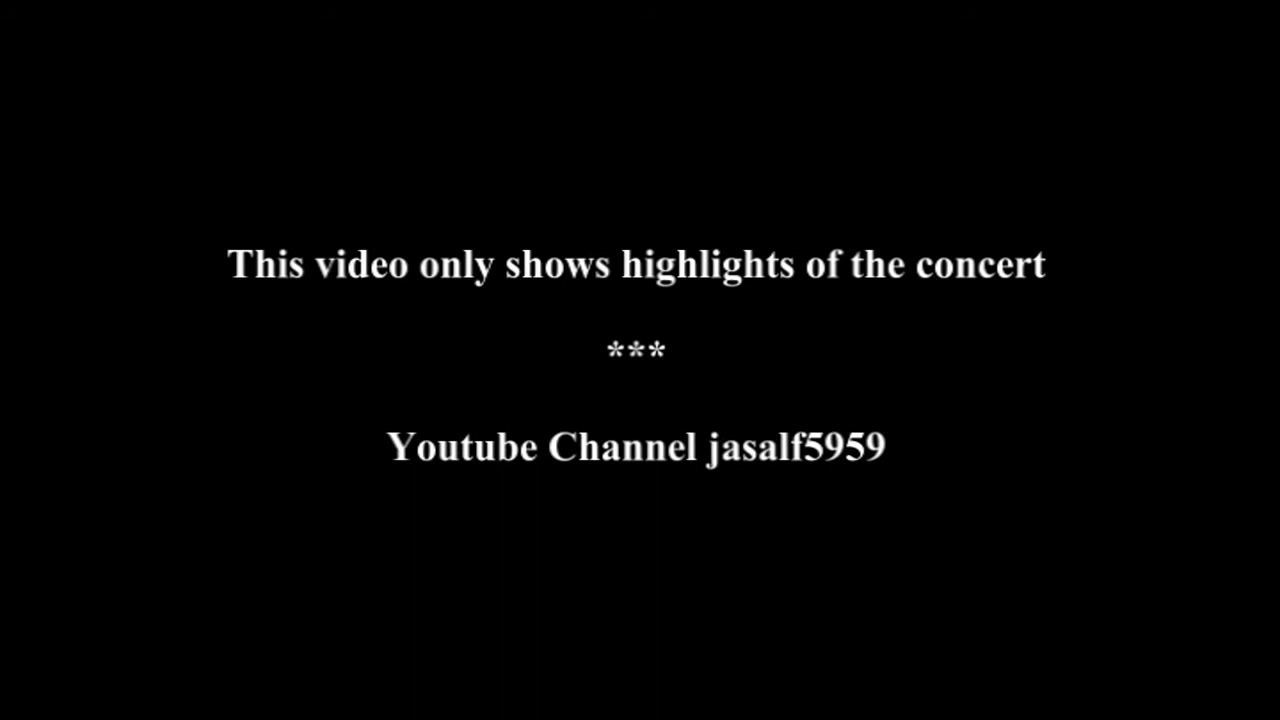 This video only shows highlights of the concert
***
Youtube Channel jasalf5959